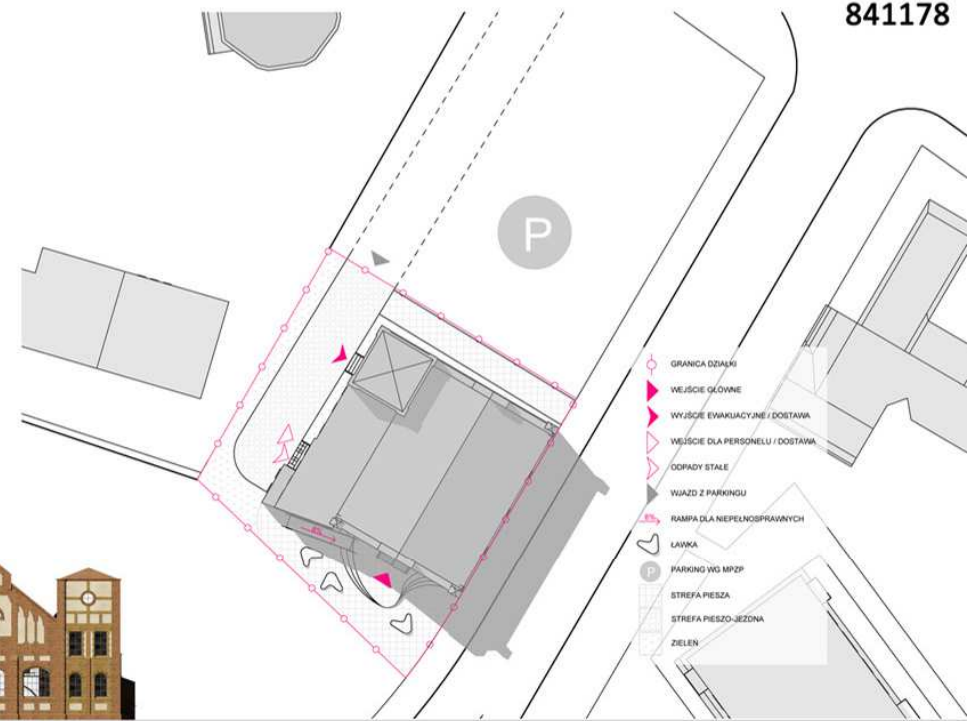 841178
P
GRANICA DZIAŁKI
WEJŚCIE GŁÓWNE
WYJŚCIE EWAKUACYJNE / DOSTAWA
WEJŚCIE DLA PERSONELU / DOSTAWA
ODPADY STAŁE
WJAZD Z PARKINGU
RAMPA DLA NIEPEŁNOSPRAWNYCH
ŁAWKA
P PARKING WG MPZP
STREFA PIESZA
STREFA PIESZO-JEZDNA
ZIELEŃ